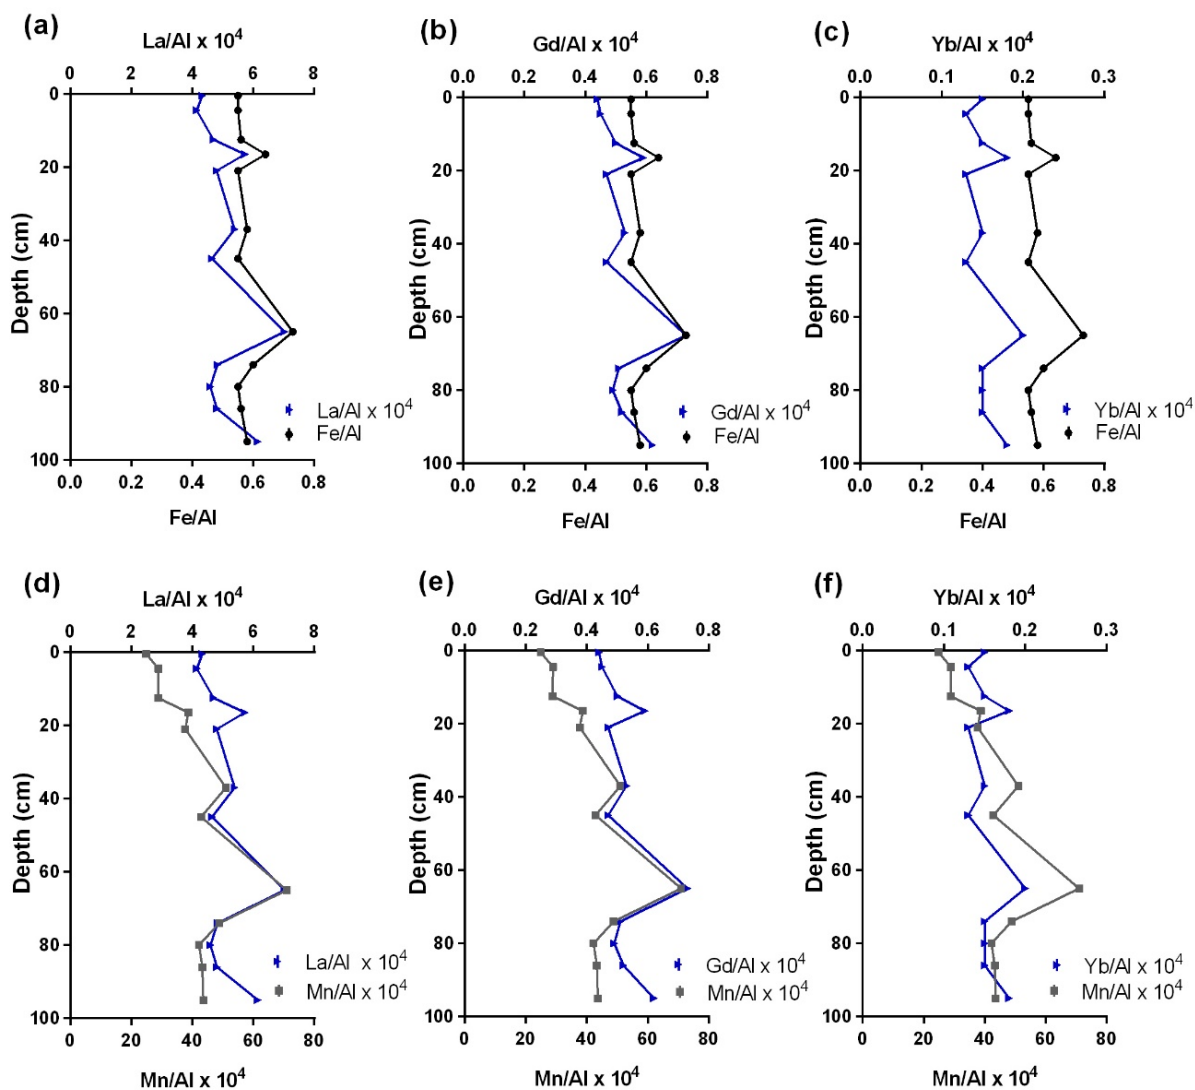 (a)
La/Al x 10⁴
0 2 4 6 8
0
20
40
60
80
100
Depth (cm)
La/Al x 10⁴
Fe/Al
0.0 0.2 0.4 0.6 0.8
Fe/Al
(b)
Gd/Al x 10⁴
0.0 0.2 0.4 0.6 0.8
0
20
40
60
80
100
Depth (cm)
Gd/Al x 10⁴
Fe/Al
0.0 0.2 0.4 0.6 0.8
Fe/Al
(c)
Yb/Al x 10⁴
0.0 0.1 0.2 0.3
0
20
40
60
80
100
Depth (cm)
Yb/Al x 10⁴
Fe/Al
0.0 0.2 0.4 0.6 0.8
Fe/Al
(d)
La/Al x 10⁴
0 2 4 6 8
0
20
40
60
80
100
Depth (cm)
La/Al x 10⁴
Mn/Al x 10⁴
0 20 40 60 80
Mn/Al x 10⁴
(e)
Gd/Al x 10⁴
0.0 0.2 0.4 0.6 0.8
0
20
40
60
80
100
Depth (cm)
Gd/Al x 10⁴
Mn/Al x 10⁴
0 20 40 60 80
Mn/Al x 10⁴
(f)
Yb/Al x 10⁴
0.0 0.1 0.2 0.3
0
20
40
60
80
100
Depth (cm)
Yb/Al x 10⁴
Mn/Al x 10⁴
0 20 40 60 80
Mn/Al x 10⁴